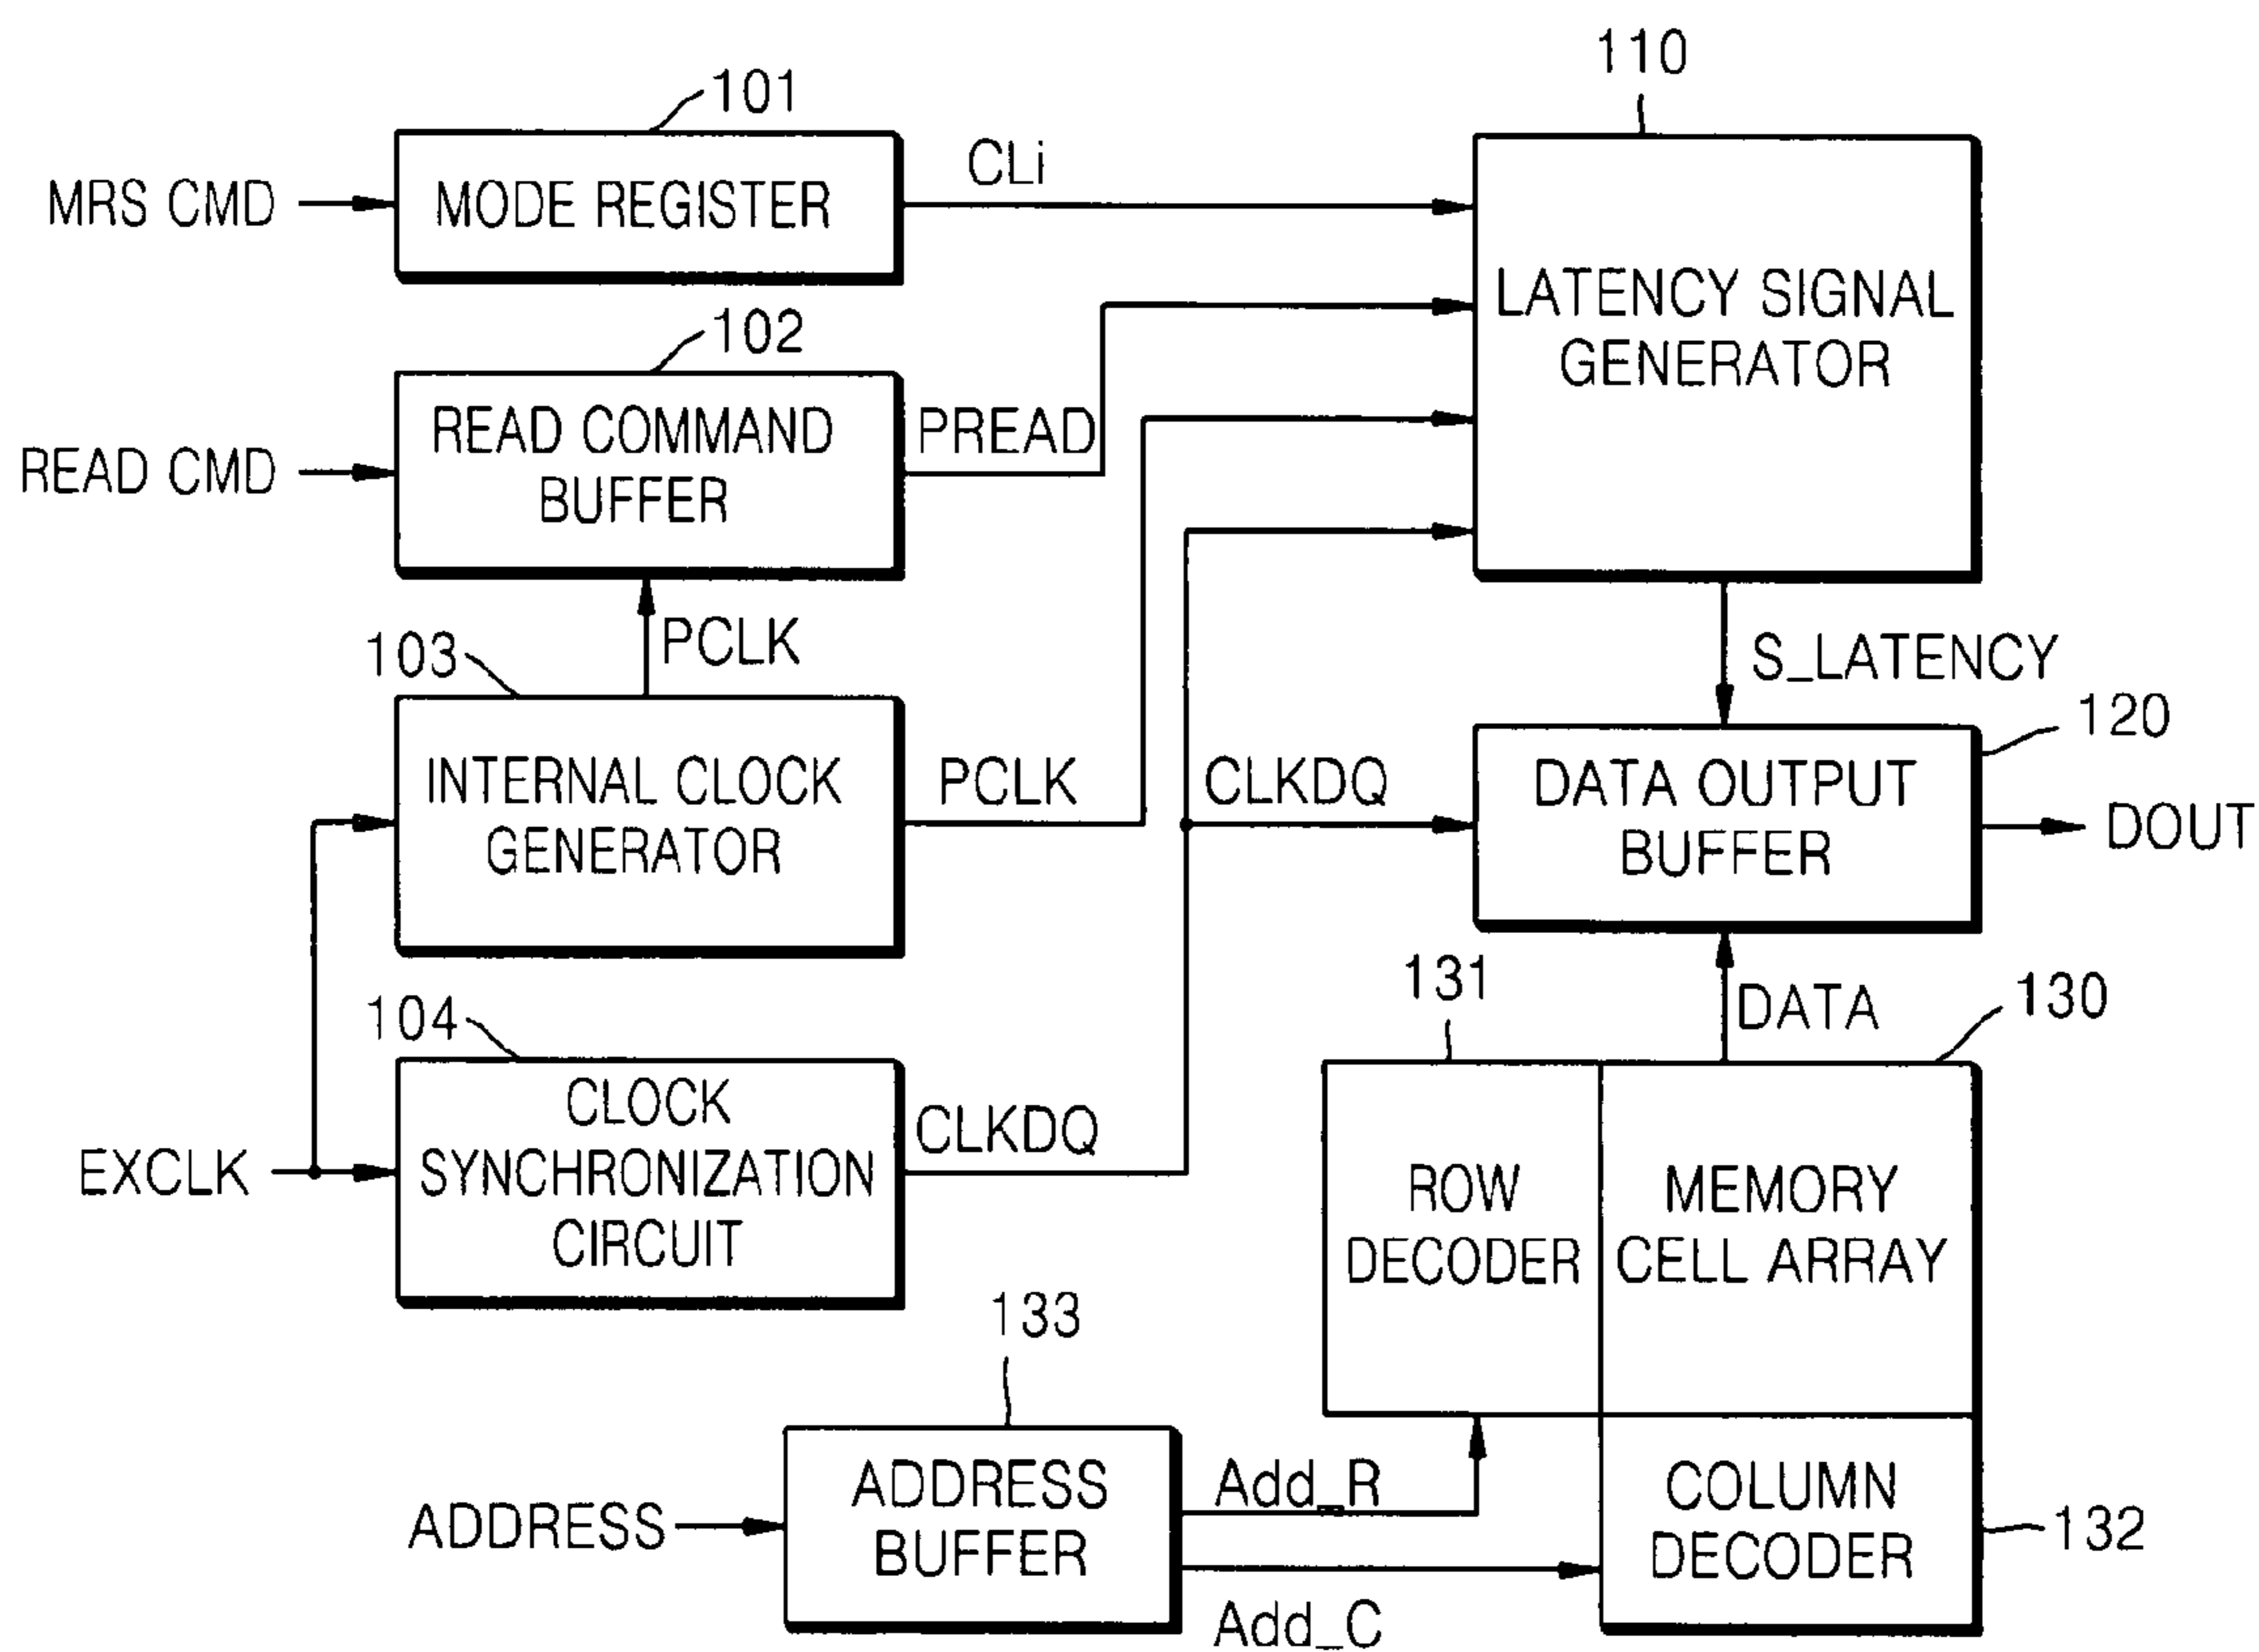 110
101
CLi
MRS CMD
MODE REGISTER
LATENCY SIGNAL
GENERATOR
102
READ CMD
READ COMMAND
BUFFER
PREAD
PCLK
103
S_LATENCY
120
INTERNAL CLOCK
GENERATOR
PCLK
CLKDQ
DATA OUTPUT
BUFFER
DOUT
131
DATA
130
104
EXCLK
CLOCK
SYNCHRONIZATION
CIRCUIT
CLKDQ
ROW
DECODER
MEMORY
CELL ARRAY
133
ADDRESS
ADDRESS
BUFFER
Add_R
Add_C
COLUMN
DECODER
132